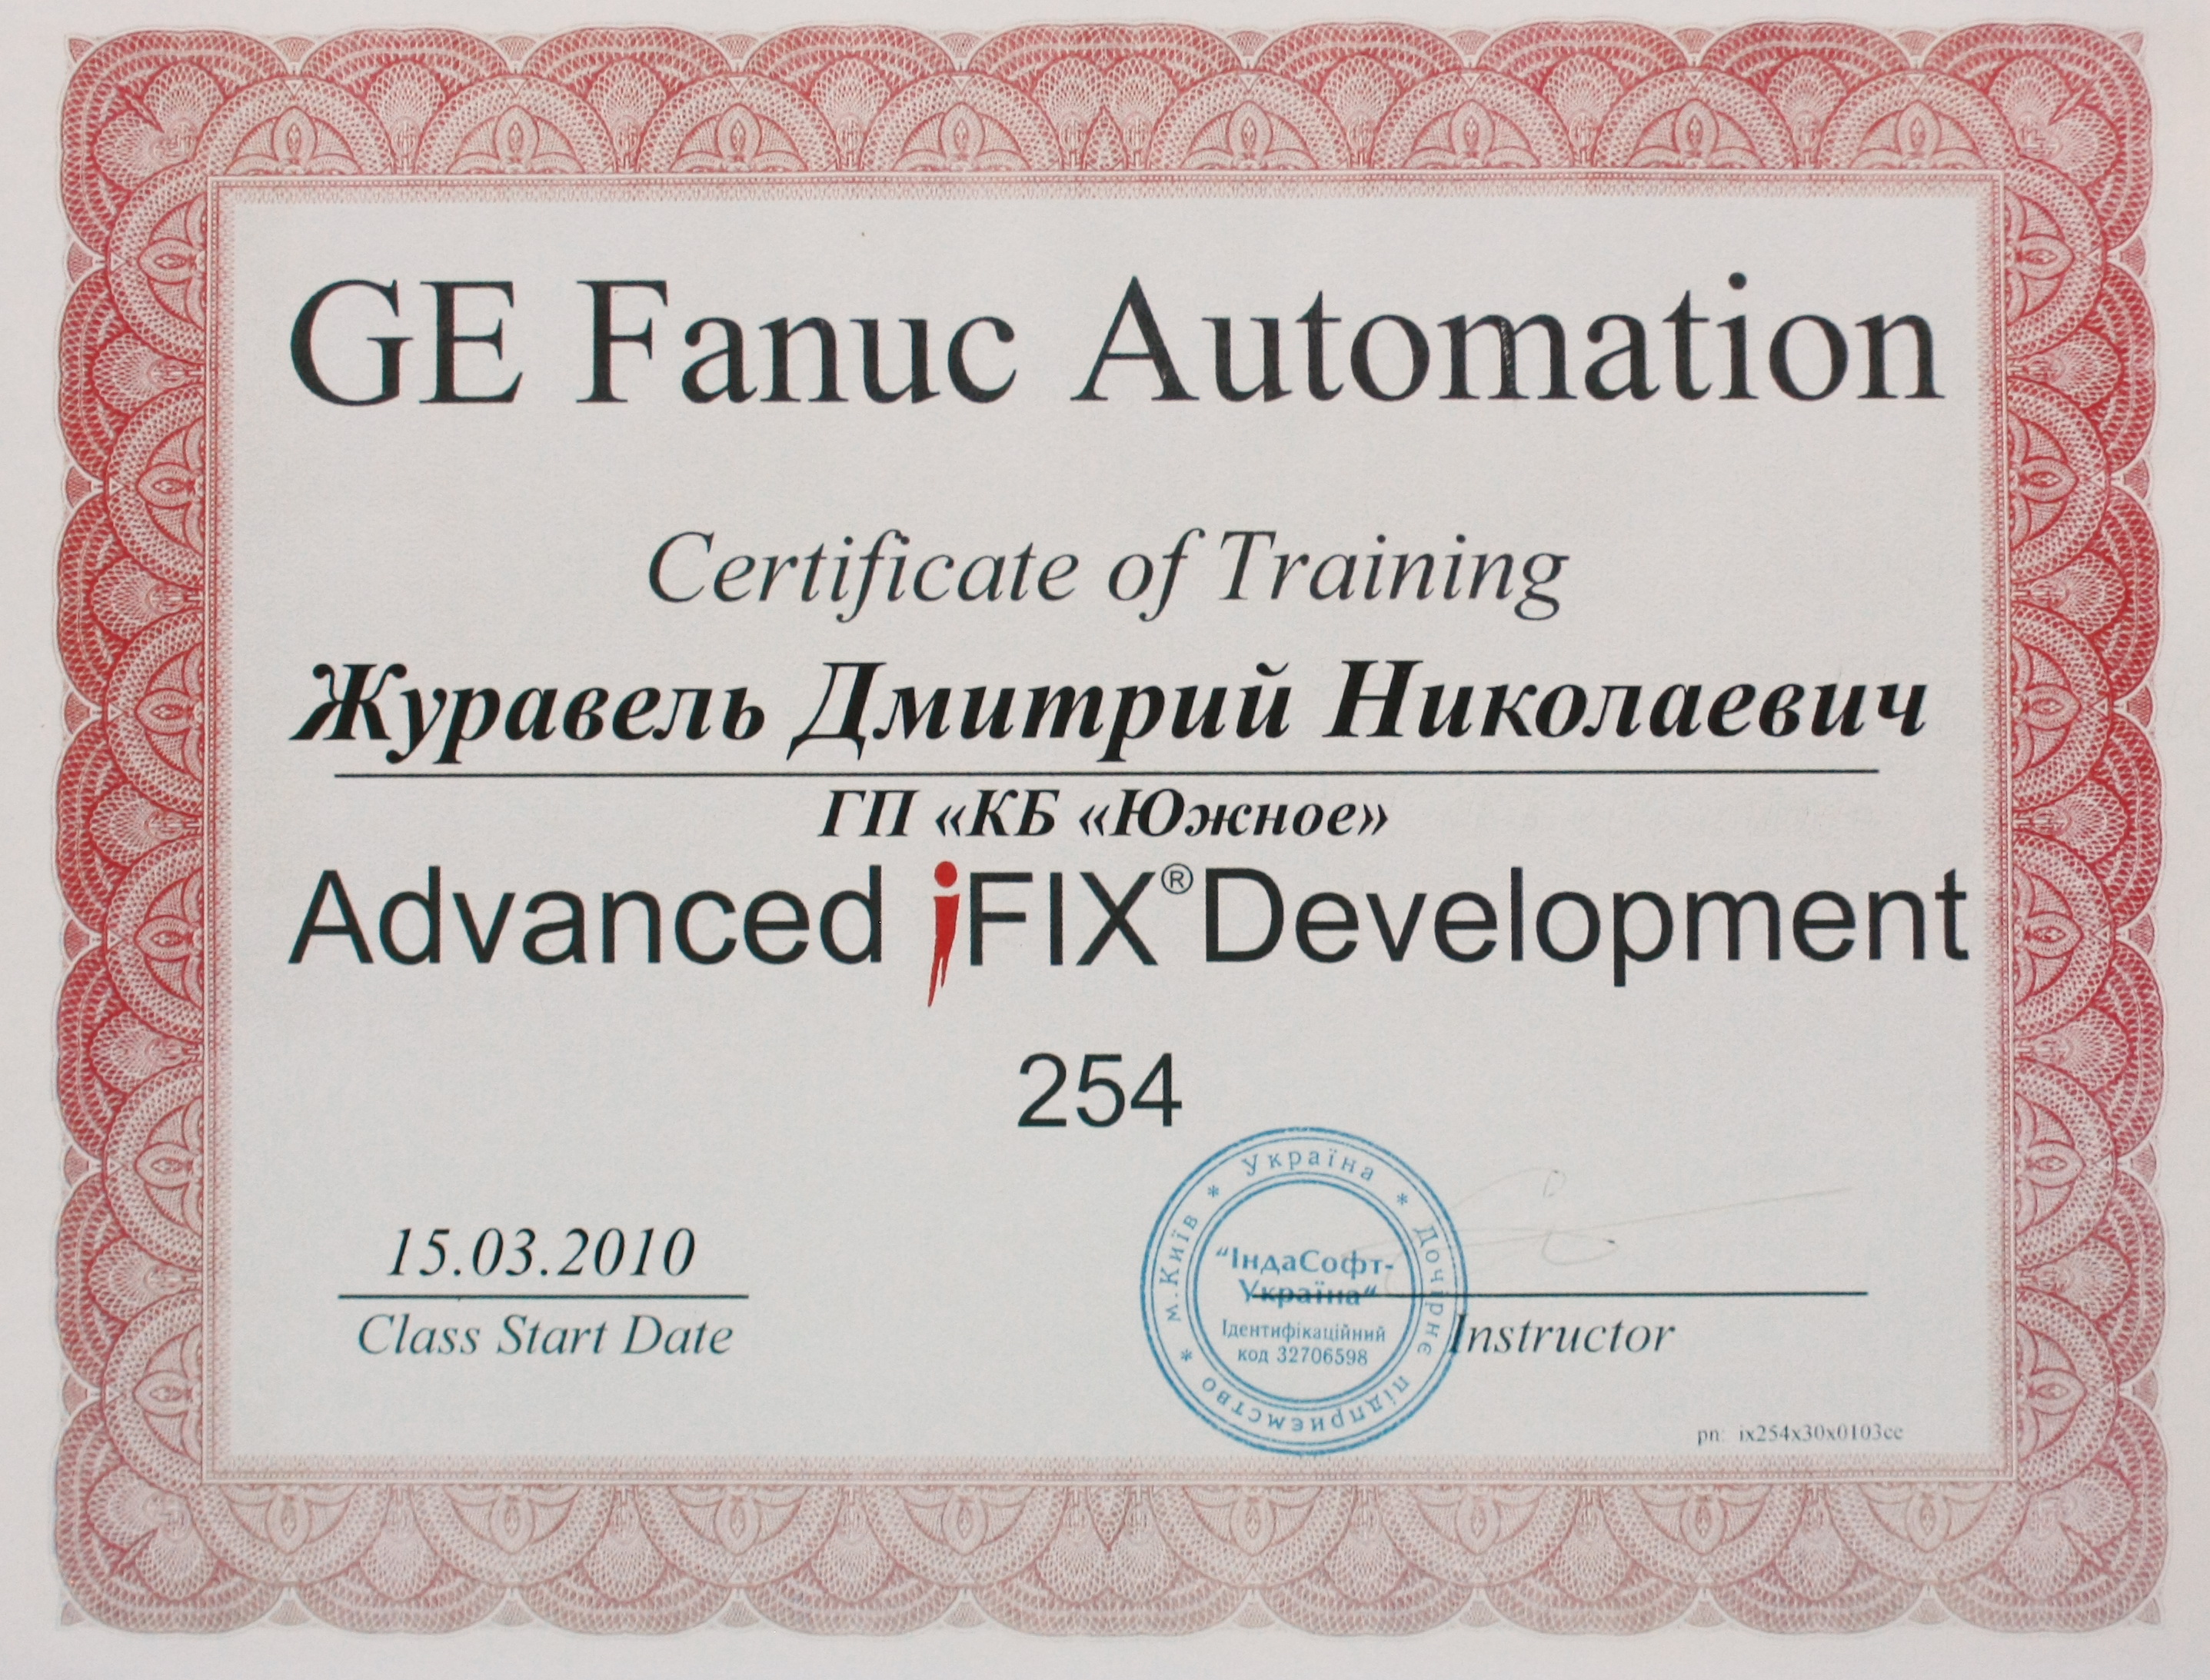 GE Fanuc Automation
Certificate of Training
Журавель Дмитрий Николаевич
ГП «КБ «Южное»
Advanced iFIX® Development
254
15.03.2010
Class Start Date
* Україна * Дочірнє підприємство * м.Київ
"ІндаСофт-
Україна"
Ідентифікаційний
код 32706598
Instructor
pn: ix254x30x0103cc